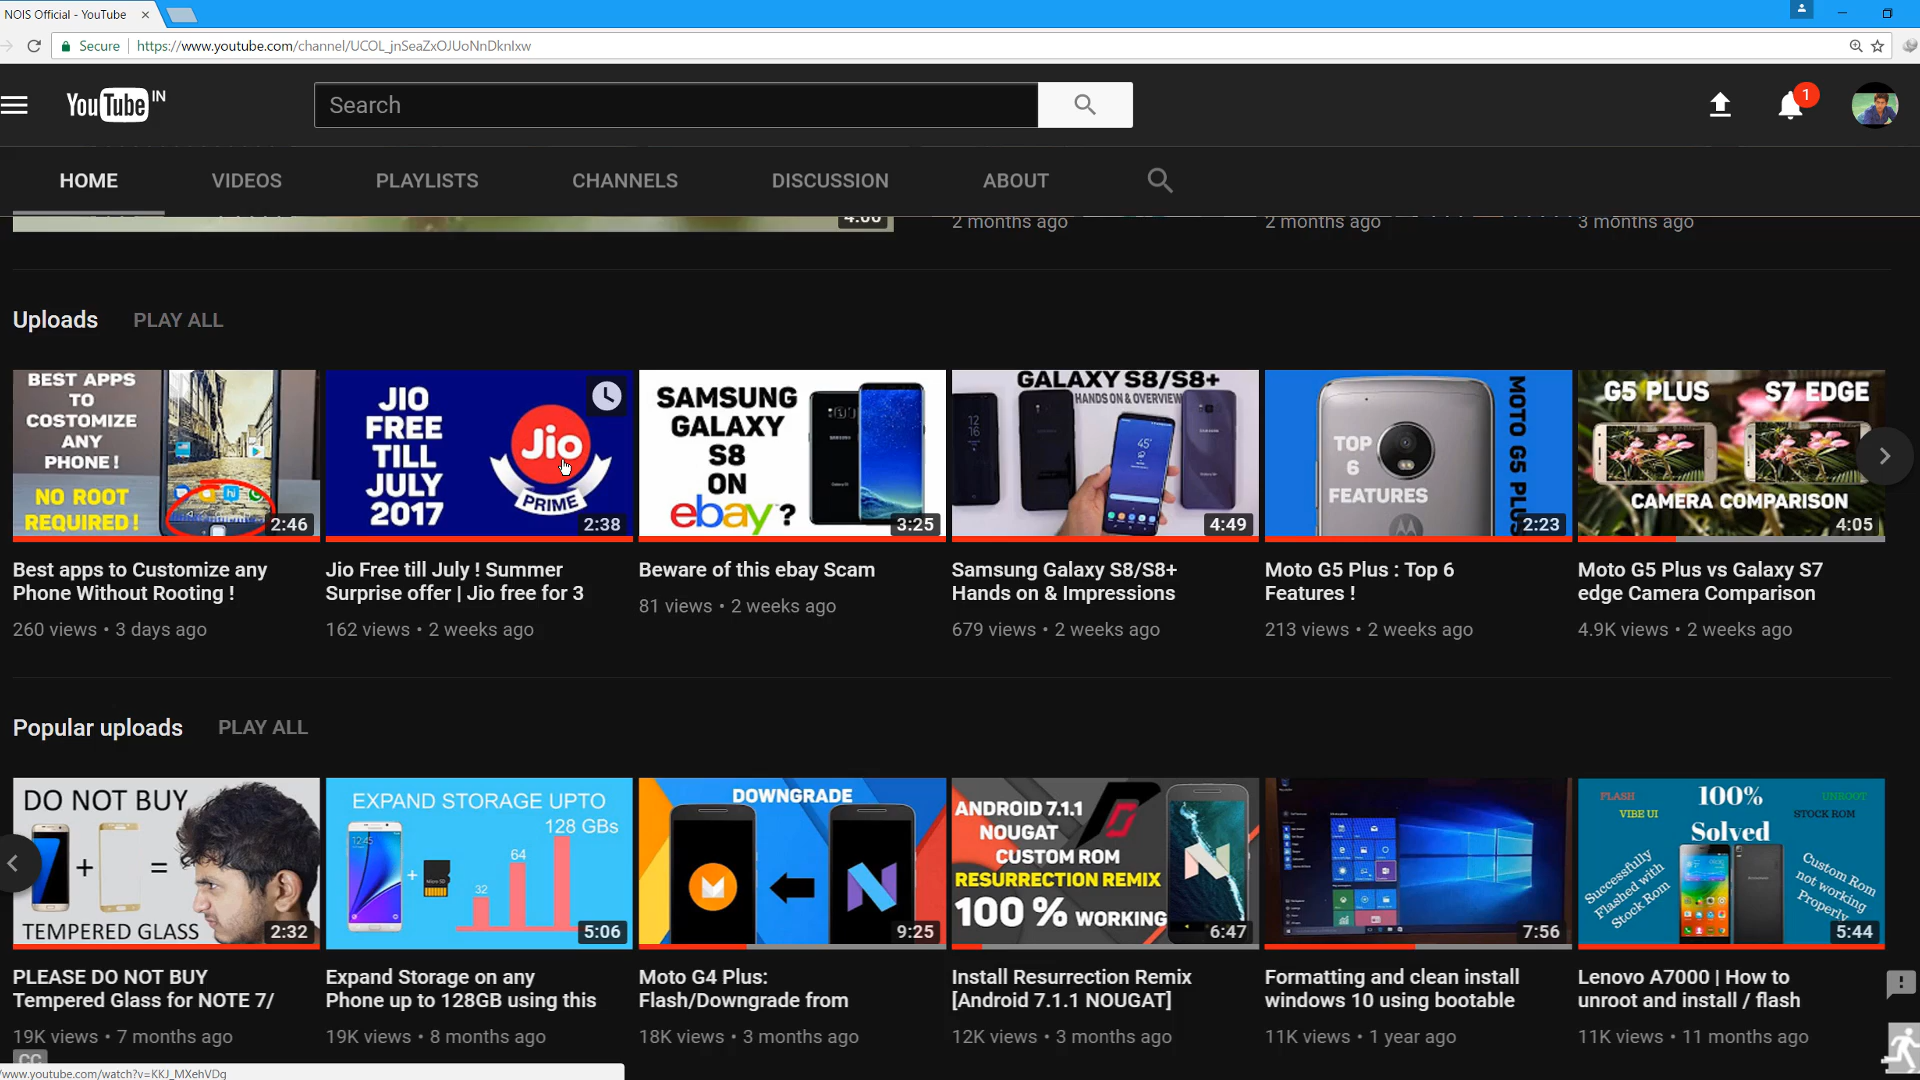 NOIS Official - YouTube
Secure
https://www.youtube.com/channel/UCOL_jnSeaZxOJUoNnDknIxw
YouTube IN
Search
1
HOME
VIDEOS
PLAYLISTS
CHANNELS
DISCUSSION
ABOUT
4:00
2 months ago
2 months ago
3 months ago
Uploads
PLAY ALL
BEST APPS
TO
COSTOMIZE
ANY
PHONE !
NO ROOT
REQUIRED !
hi
2:46
JIO
FREE
TILL
JULY
2017
Jio
PRIME
2:38
SAMSUNG
GALAXY
S8
ON
ebay ?
3:25
GALAXY S8/S8+
HANDS ON & OVERVIEW
12
16
45°
4:49
TOP
6
FEATURES
MOTO G5 PLUS
2:23
G5 PLUS
S7 EDGE
CAMERA COMPARISON
4:05
Best apps to Customize any
Phone Without Rooting !
260 views • 3 days ago
Jio Free till July ! Summer
Surprise offer | Jio free for 3
162 views • 2 weeks ago
Beware of this ebay Scam
81 views • 2 weeks ago
Samsung Galaxy S8/S8+
Hands on & Impressions
679 views • 2 weeks ago
Moto G5 Plus : Top 6
Features !
213 views • 2 weeks ago
Moto G5 Plus vs Galaxy S7
edge Camera Comparison
4.9K views • 2 weeks ago
Popular uploads
PLAY ALL
DO NOT BUY
+ =
TEMPERED GLASS
2:32
EXPAND STORAGE UPTO
128 GBs
64
32
12:45
+
Micro SD
5:06
DOWNGRADE
9:25
ANDROID 7.1.1
NOUGAT
CUSTOM ROM
RESURRECTION REMIX
100 % WORKING
6:47
7:56
FLASH
VIBE UI
100%
Solved
UNROOT
STOCK ROM
Successfully
Flashed with
Stock Rom
Custom Rom
not working
Properly
5:44
PLEASE DO NOT BUY
Tempered Glass for NOTE 7/
19K views • 7 months ago
Expand Storage on any
Phone up to 128GB using this
19K views • 8 months ago
Moto G4 Plus:
Flash/Downgrade from
18K views • 3 months ago
Install Resurrection Remix
[Android 7.1.1 NOUGAT]
12K views • 3 months ago
Formatting and clean install
windows 10 using bootable
11K views • 1 year ago
Lenovo A7000 | How to
unroot and install / flash
11K views • 11 months ago
CC
/www.youtube.com/watch?v=KKJ_MXehVDg